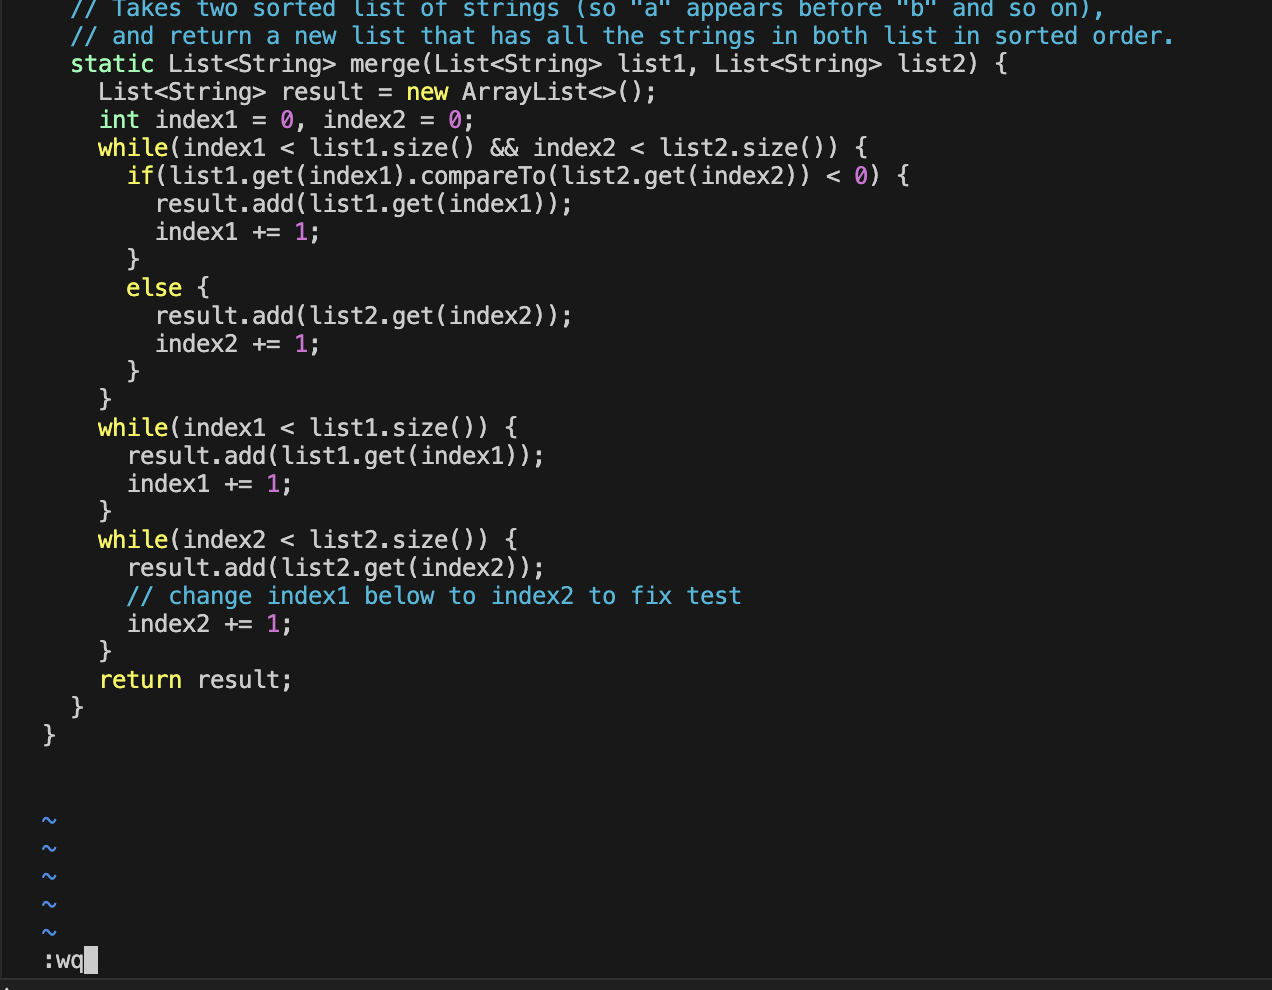 // Takes two sorted list of strings (so "a" appears before "b" and so on),
// and return a new list that has all the strings in both list in sorted order.
static List<String> merge(List<String> list1, List<String> list2) {
List<String> result = new ArrayList<>();
int index1 = 0, index2 = 0;
while(index1 < list1.size() && index2 < list2.size()) {
if(list1.get(index1).compareTo(list2.get(index2)) < 0) {
result.add(list1.get(index1));
index1 += 1;
}
else {
result.add(list2.get(index2));
index2 += 1;
}
}
while(index1 < list1.size()) {
result.add(list1.get(index1));
index1 += 1;
}
while(index2 < list2.size()) {
result.add(list2.get(index2));
// change index1 below to index2 to fix test
index2 += 1;
}
return result;
}
}
~
~
~
~
~
:wq